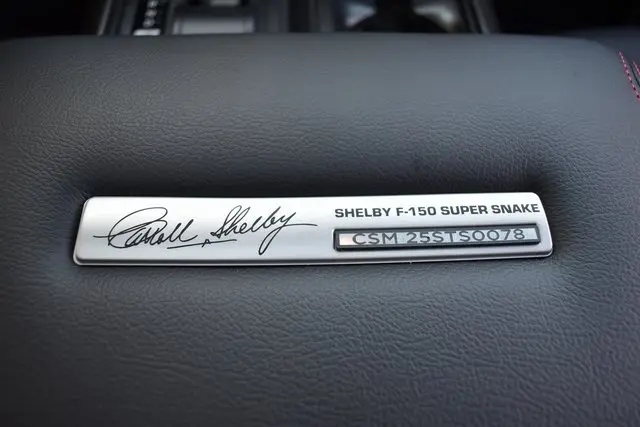 Carroll Shelby
SHELBY F-150 SUPER SNAKE
CSM 25STS0078